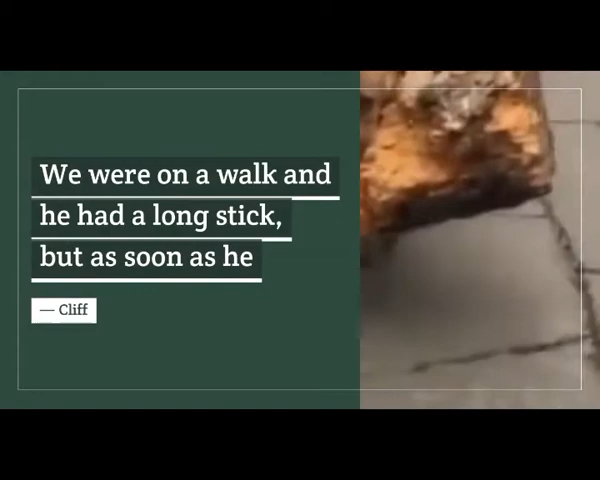 We were on a walk and
he had a long stick,
but as soon as he
— Cliff